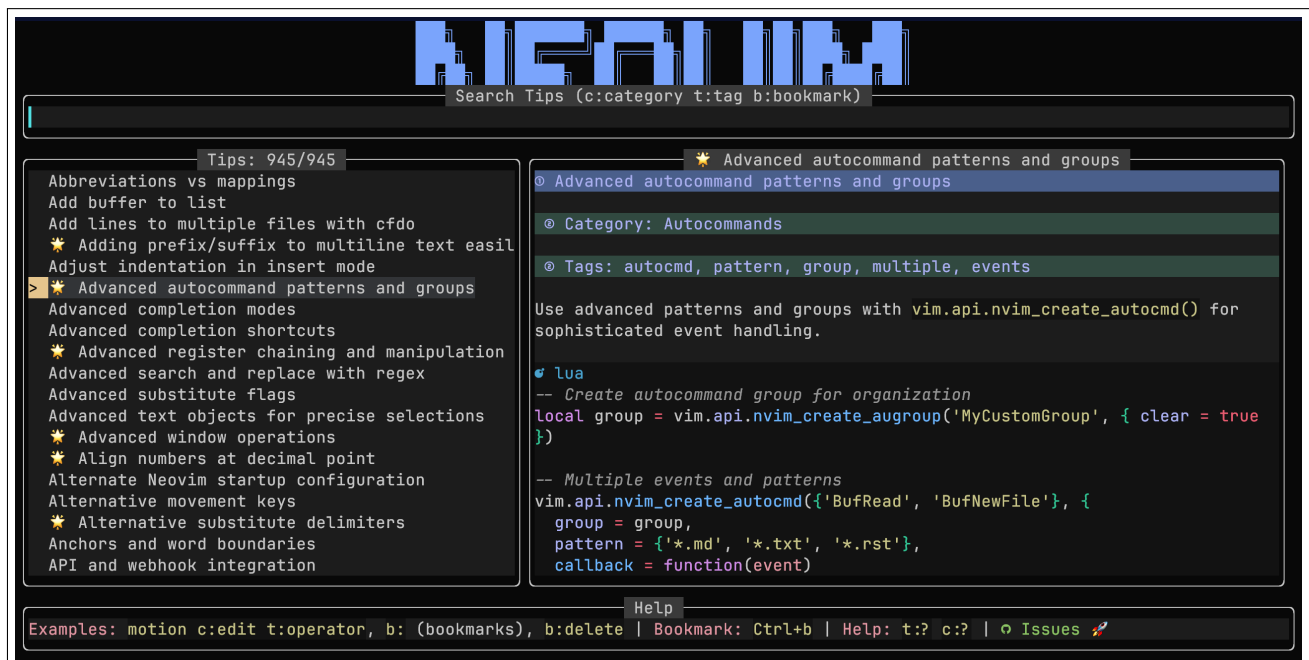 Search Tips (c:category t:tag b:bookmark)
Tips: 945/945
Abbreviations vs mappings
Add buffer to list
Add lines to multiple files with cfdo
🌟 Adding prefix/suffix to multiline text easil
Adjust indentation in insert mode
> 🌟 Advanced autocommand patterns and groups
Advanced completion modes
Advanced completion shortcuts
🌟 Advanced register chaining and manipulation
Advanced search and replace with regex
Advanced substitute flags
Advanced text objects for precise selections
🌟 Advanced window operations
🌟 Align numbers at decimal point
Alternate Neovim startup configuration
Alternative movement keys
🌟 Alternative substitute delimiters
Anchors and word boundaries
API and webhook integration
🌟 Advanced autocommand patterns and groups
① Advanced autocommand patterns and groups
② Category: Autocommands
② Tags: autocmd, pattern, group, multiple, events
Use advanced patterns and groups with vim.api.nvim_create_autocmd() for
sophisticated event handling.
lua
-- Create autocommand group for organization
local group = vim.api.nvim_create_augroup('MyCustomGroup', { clear = true
})
-- Multiple events and patterns
vim.api.nvim_create_autocmd({'BufRead', 'BufNewFile'}, {
group = group,
pattern = {'*.md', '*.txt', '*.rst'},
callback = function(event)
Help
Examples: motion c:edit t:operator, b: (bookmarks), b:delete | Bookmark: Ctrl+b | Help: t:? c:? | Issues 🚀